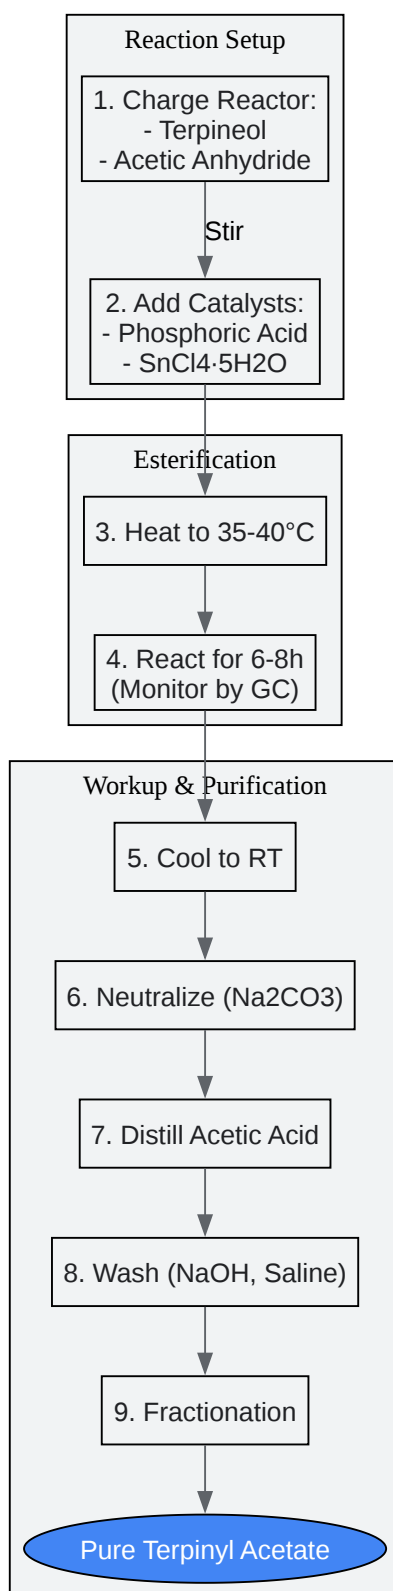 Reaction Setup
1. Charge Reactor:
- Terpineol
- Acetic Anhydride
Stir
2. Add Catalysts:
- Phosphoric Acid
- SnCl4·5H2O
Esterification
3. Heat to 35-40°C
4. React for 6-8h
(Monitor by GC)
Workup & Purification
5. Cool to RT
6. Neutralize (Na2CO3)
7. Distill Acetic Acid
8. Wash (NaOH, Saline)
9. Fractionation
Pure Terpinyl Acetate